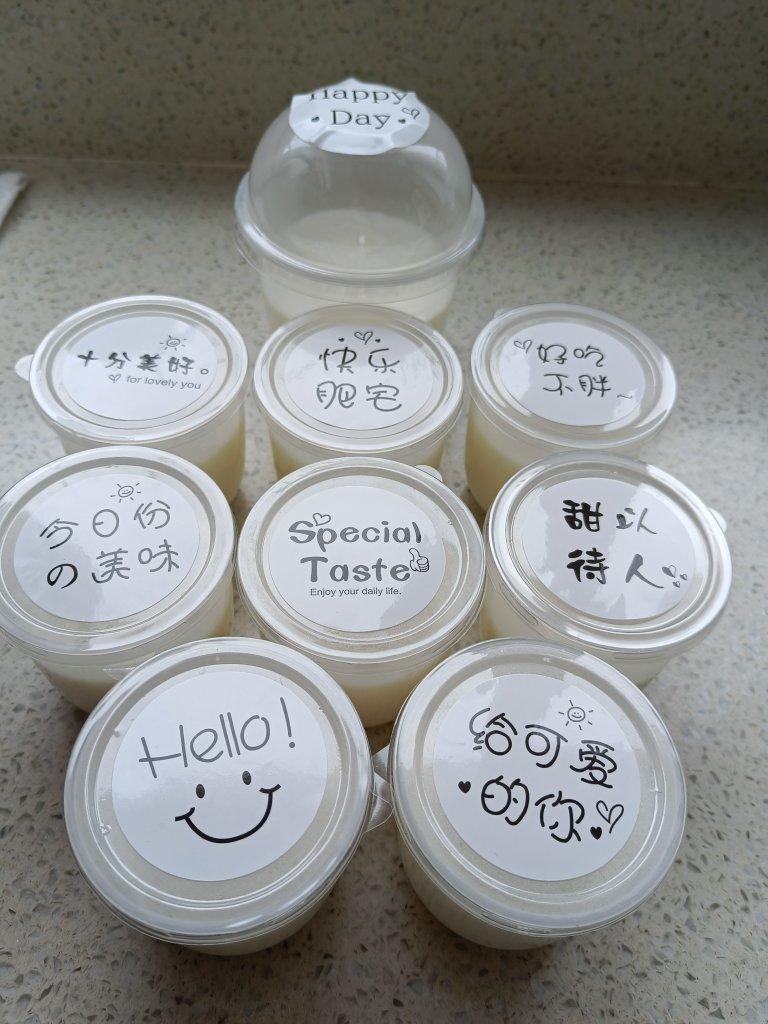 Happy
Day
十分美好。
for lovely you
快乐
肥宅
好吃
不胖~
今日份
の美味
Special
Taste
Enjoy your daily life.
甜以
待人
Hello!
给可爱
的你